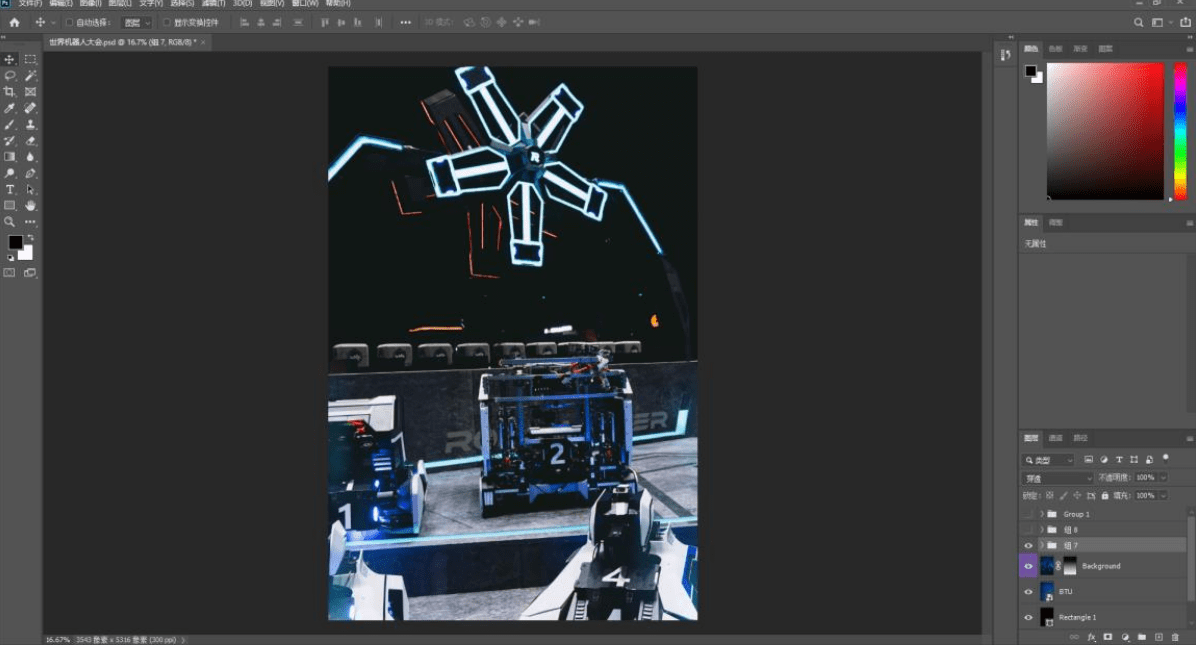 文件(F) 编辑(E) 图像(I) 图层(L) 文字(Y) 选择(S) 滤镜(T) 3D(D) 视图(V) 窗口(W) 帮助(H)
自动选择: 图层 显示变换控件 3D 模式:
世界机器人大会.psd @ 16.7% (组 7, RGB/8) * ×
颜色 色板 渐变 图案
R
属性 调整
无属性
2
1
4
图层 通道 路径
类型
穿透 不透明度: 100%
锁定: 填充: 100%
Group 1
组 8
组 7
Background
BTU
Rectangle 1
16.67% 3543 像素 x 5316 像素 (300 ppi)